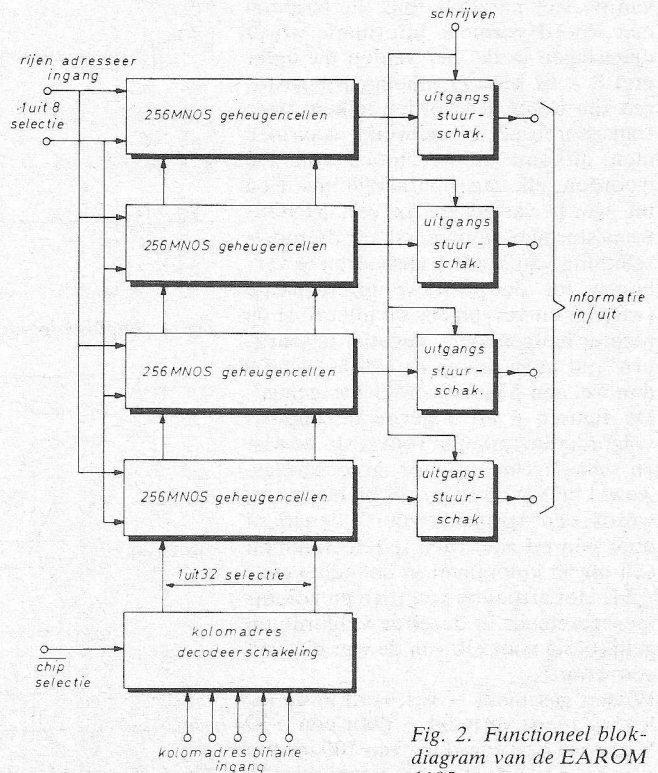 schrijven
rijen adresseer
ingang
1 uit 8
selectie
256MNOS geheugencellen
uitgangs
stuur-
schak.
256MNOS geheugencellen
uitgangs
stuur-
schak.
informatie
in/uit
256MNOS geheugencellen
uitgangs
stuur-
schak.
256MNOS geheugencellen
uitgangs
stuur-
schak.
1uit32 selectie
kolomadres
decodeerschakeling
chip
selectie
kolomadres binaire
ingang
Fig. 2. Functioneel blok-
diagram van de EAROM